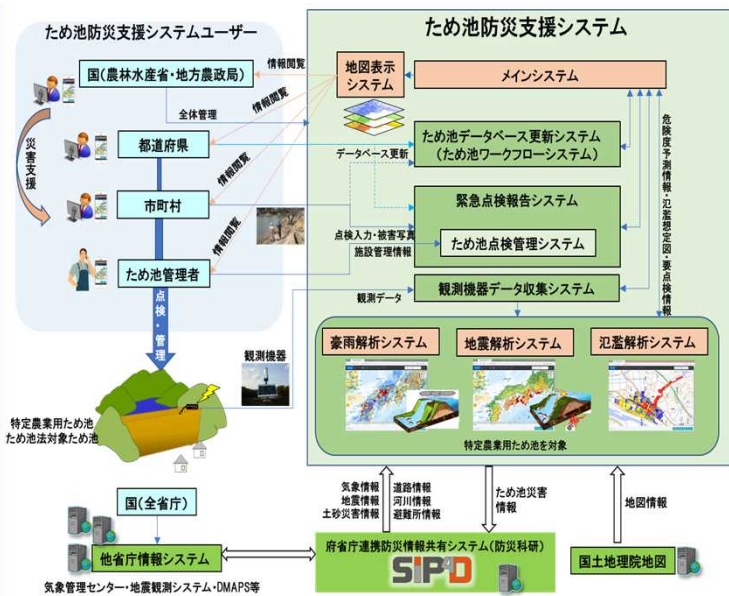 ため池防災支援システムユーザー
国(農林水産省・地方農政局)
都道府県
市町村
ため池管理者
災害支援
点検・管理
情報閲覧
全体管理
情報閲覧
情報閲覧
情報閲覧
データベース更新
点検入力・被害写真
施設管理情報
観測データ
観測機器
特定農業用ため池
ため池法対象ため池
ため池防災支援システム
地図表示
システム
メインシステム
ため池データベース更新システム
(ため池ワークフローシステム)
緊急点検報告システム
ため池点検管理システム
観測機器データ収集システム
危険度予測情報・氾濫想定図・要点検情報
豪雨解析システム
地震解析システム
氾濫解析システム
特定農業用ため池を対象
気象情報
地震情報
土砂災害情報
道路情報
河川情報
避難所情報
ため池災害
情報
地図情報
国(全省庁)
他省庁情報システム
気象管理センター・地震観測システム・DMAPS等
府省庁連携防災情報共有システム(防災科研)
SIP4D
国土地理院地図